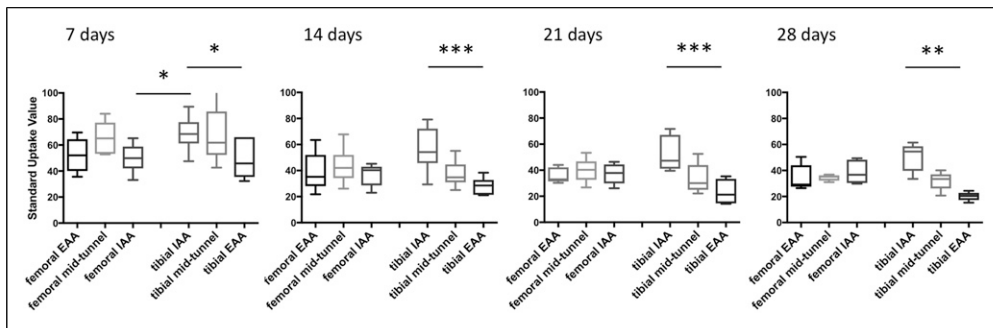 7 days
14 days
21 days
28 days
*
*
***
***
**
Standard Uptake Value
100
80
60
40
20
0
femoral EAA
femoral mid-tunnel
femoral IAA
tibial IAA
tibial mid-tunnel
tibial EAA
100
80
60
40
20
0
femoral EAA
femoral mid-tunnel
femoral IAA
tibial IAA
tibial mid-tunnel
tibial EAA
100
80
60
40
20
0
femoral EAA
femoral mid-tunnel
femoral IAA
tibial IAA
tibial mid-tunnel
tibial EAA
100
80
60
40
20
0
femoral EAA
femoral mid-tunnel
femoral IAA
tibial IAA
tibial mid-tunnel
tibial EAA